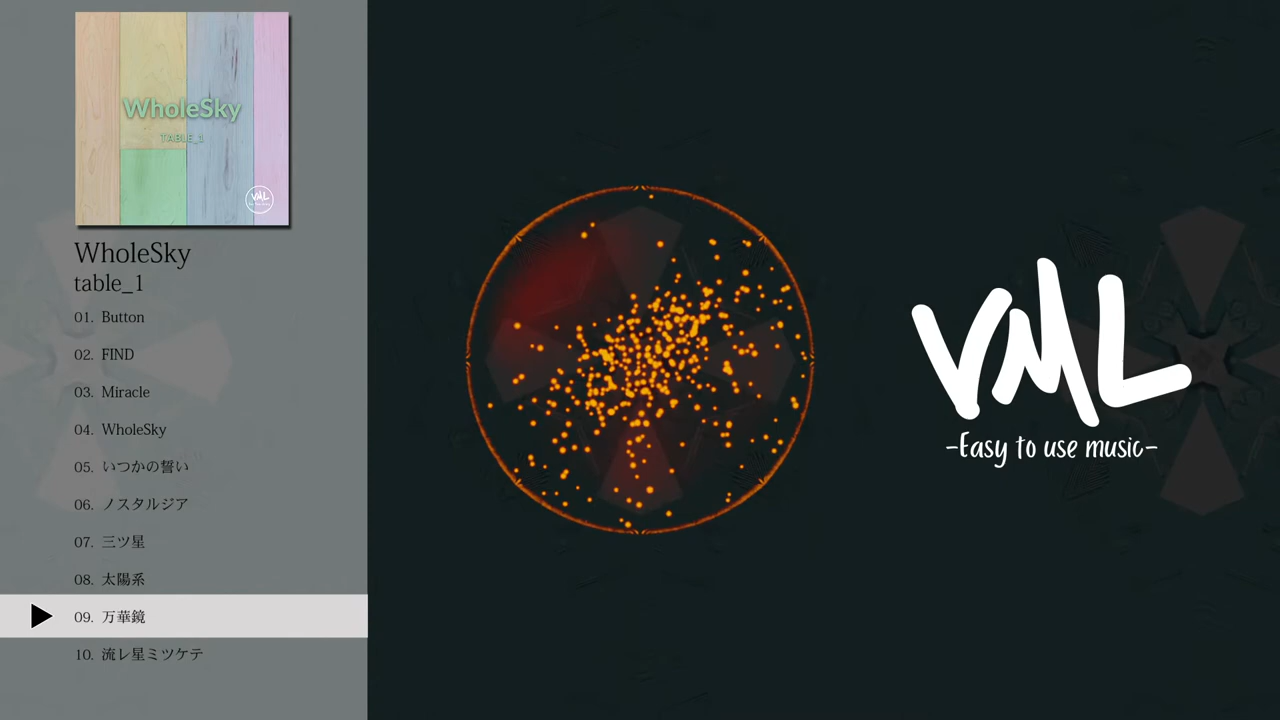 WholeSky
TABLE_1
VML
WholeSky
table_1
01. Button
02. FIND
03. Miracle
04. WholeSky
05. いつかの誓い
06. ノスタルジア
07. 三ツ星
08. 太陽系
09. 万華鏡
10. 流レ星ミツケテ
VML
-Easy to use music-